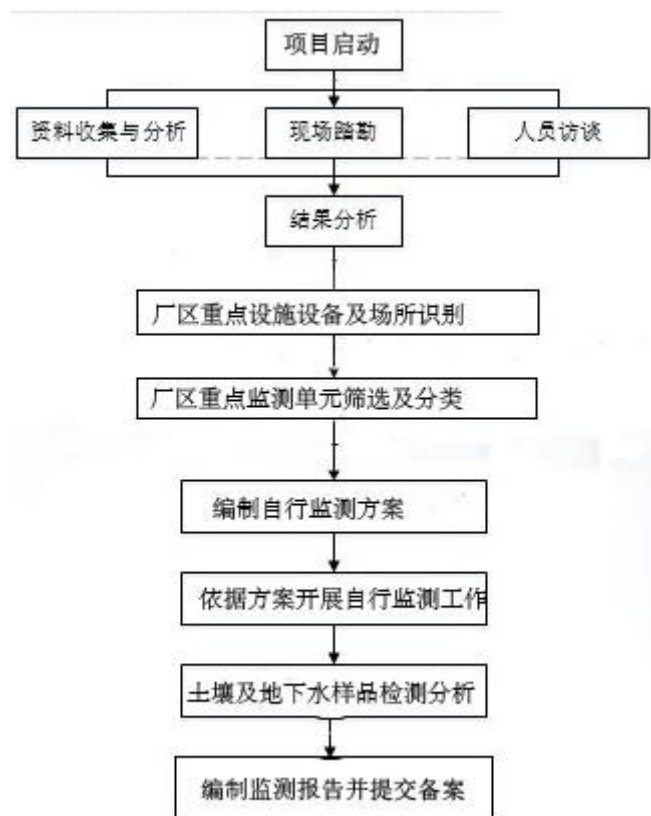 项目启动
资料收集与分析
现场踏勘
人员访谈
结果分析
厂区重点设施设备及场所识别
厂区重点监测单元筛选及分类
编制自行监测方案
依据方案开展自行监测工作
土壤及地下水样品检测分析
编制监测报告并提交备案